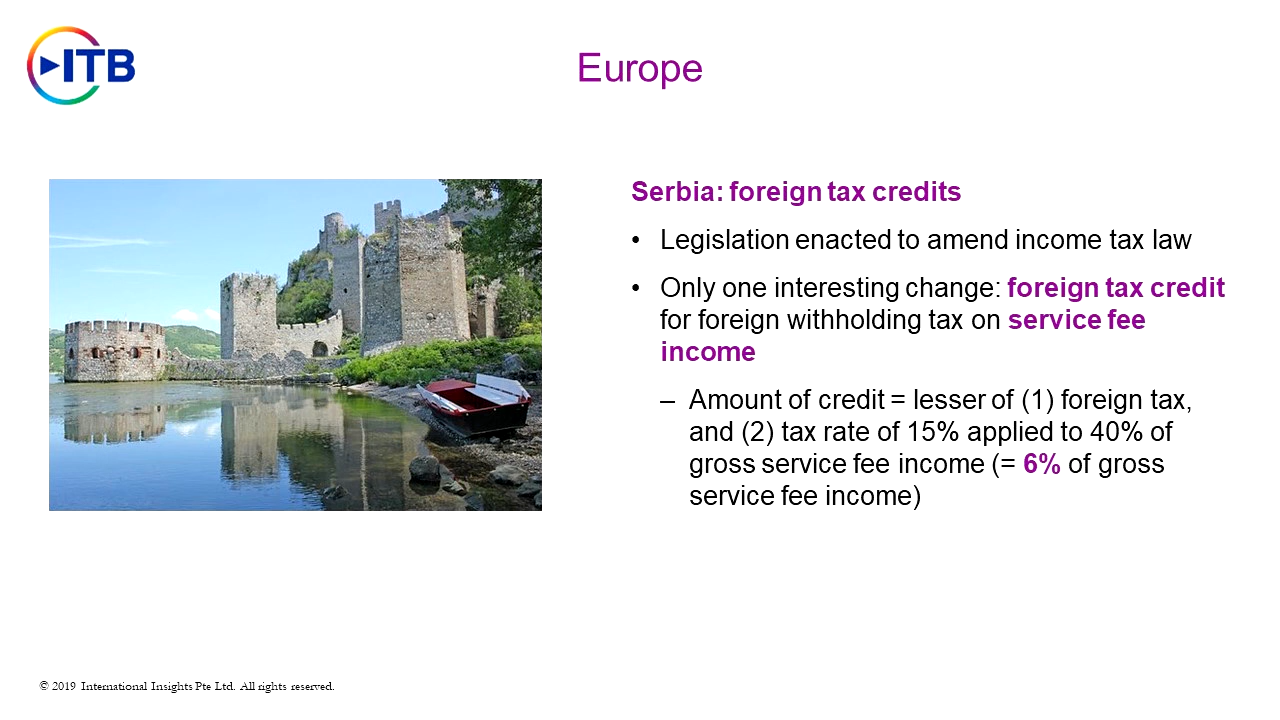 ITB
Europe
Serbia: foreign tax credits
• Legislation enacted to amend income tax law
• Only one interesting change: foreign tax credit
for foreign withholding tax on service fee
income
– Amount of credit = lesser of (1) foreign tax,
and (2) tax rate of 15% applied to 40% of
gross service fee income (= 6% of gross
service fee income)
© 2019 International Insights Pte Ltd. All rights reserved.